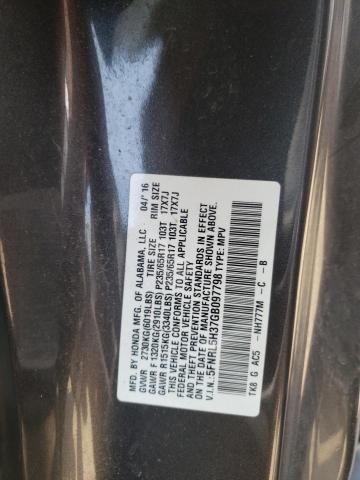 MFD. BY HONDA MFG. OF ALABAMA, LLC 04/'16
TIRE SIZE RIM SIZE
GVWR 2730KG(6019LBS)
GAWR F 1320KG(2910LBS) P235/65R17 103T 17X7J
GAWR R1515KG(3340LBS) P235/65R17 103T 17X7J
THIS VEHICLE CONFORMS TO ALL APPLICABLE
FEDERAL MOTOR VEHICLE SAFETY STANDARDS IN EFFECT
ON THE DATE OF MANUFACTURE SHOWN ABOVE.
V.I.N. 5FNRL5H37GB097798 TYPE: MPV
TK8 G AC5 -NH777M -C -B